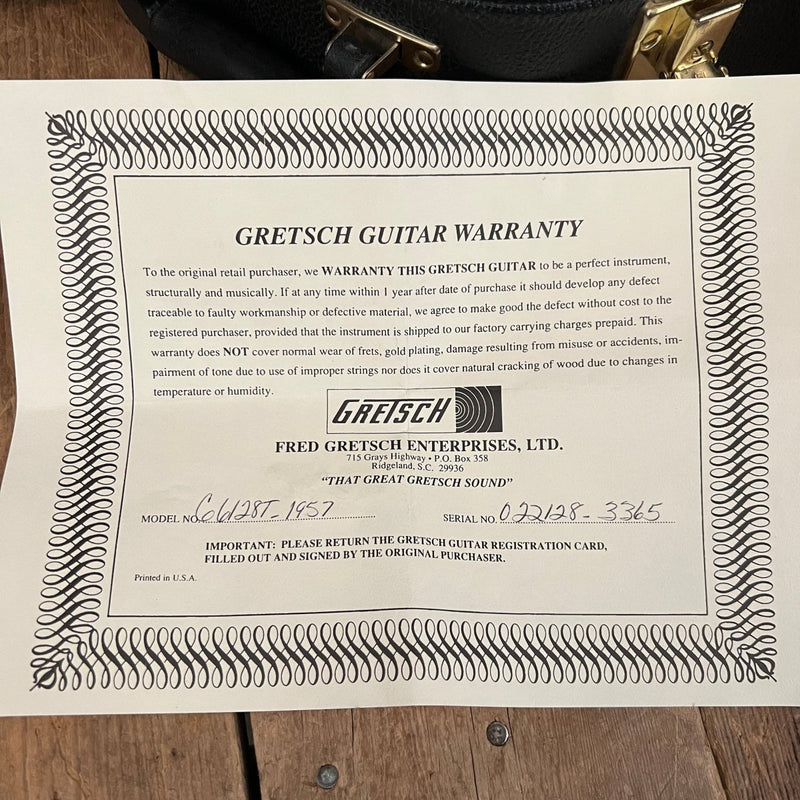 GRETSCH GUITAR WARRANTY
To the original retail purchaser, we WARRANTY THIS GRETSCH GUITAR to be a perfect instrument,
structurally and musically. If at any time within 1 year after date of purchase it should develop any defect
traceable to faulty workmanship or defective material, we agree to make good the defect without cost to the
registered purchaser, provided that the instrument is shipped to our factory carrying charges prepaid. This
warranty does NOT cover normal wear of frets, gold plating, damage resulting from misuse or accidents, im-
pairment of tone due to use of improper strings nor does it cover natural cracking of wood due to changes in
temperature or humidity.
GRETSCH
FRED GRETSCH ENTERPRISES, LTD.
715 Grays Highway • P.O. Box 358
Ridgeland, S.C. 29936
"THAT GREAT GRETSCH SOUND"
MODEL NO. G6128T-1957 SERIAL NO. 022128-3365
IMPORTANT: PLEASE RETURN THE GRETSCH GUITAR REGISTRATION CARD,
FILLED OUT AND SIGNED BY THE ORIGINAL PURCHASER.
Printed in U.S.A.